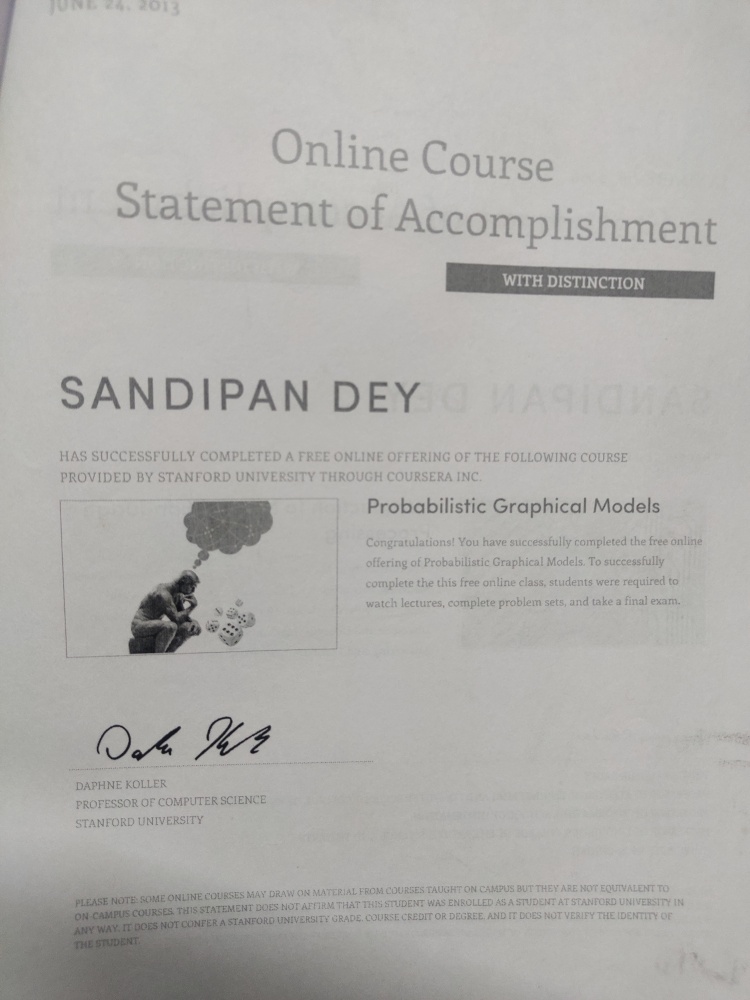 JUNE 24, 2013
Online Course
Statement of Accomplishment
WITH DISTINCTION
SANDIPAN DEY
HAS SUCCESSFULLY COMPLETED A FREE ONLINE OFFERING OF THE FOLLOWING COURSE
PROVIDED BY STANFORD UNIVERSITY THROUGH COURSERA INC.
Probabilistic Graphical Models
Congratulations! You have successfully completed the free online
offering of Probabilistic Graphical Models. To successfully
complete the this free online class, students were required to
watch lectures, complete problem sets, and take a final exam.
DAPHNE KOLLER
PROFESSOR OF COMPUTER SCIENCE
STANFORD UNIVERSITY
PLEASE NOTE: SOME ONLINE COURSES MAY DRAW ON MATERIAL FROM COURSES TAUGHT ON CAMPUS BUT THEY ARE NOT EQUIVALENT TO
ON-CAMPUS COURSES. THIS STATEMENT DOES NOT AFFIRM THAT THIS STUDENT WAS ENROLLED AS A STUDENT AT STANFORD UNIVERSITY IN
ANY WAY. IT DOES NOT CONFER A STANFORD UNIVERSITY GRADE, COURSE CREDIT OR DEGREE, AND IT DOES NOT VERIFY THE IDENTITY OF
THE STUDENT.